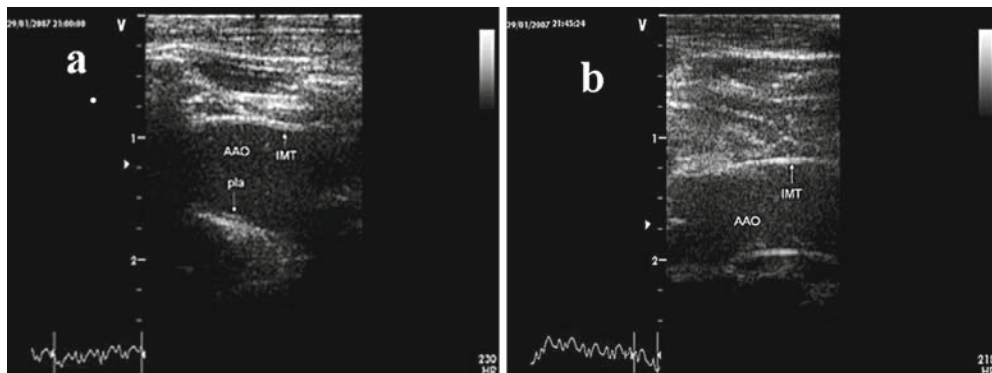 29/01/2007 21:00:00
V
a
1
AAO
IMT
pla
2
230
HR
29/01/2007 21:45:24
V
b
1
IMT
AAO
2
218
HR